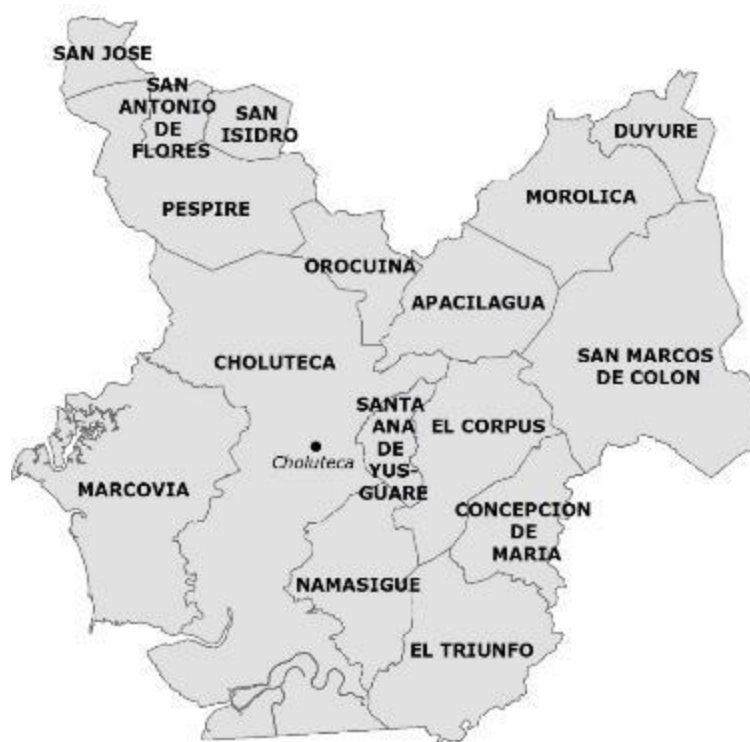 SAN JOSE
SAN
ANTONIO
DE
FLORES
SAN
ISIDRO
DUYURE
PESPIRE
MOROLICA
OROCUINA
APACILAGUA
CHOLUTECA
SAN MARCOS
DE COLON
SANTA
ANA
DE
YUS-
GUARE
EL CORPUS
Choluteca
MARCOVIA
CONCEPCION
DE
MARIA
NAMASIGUE
EL TRIUNFO